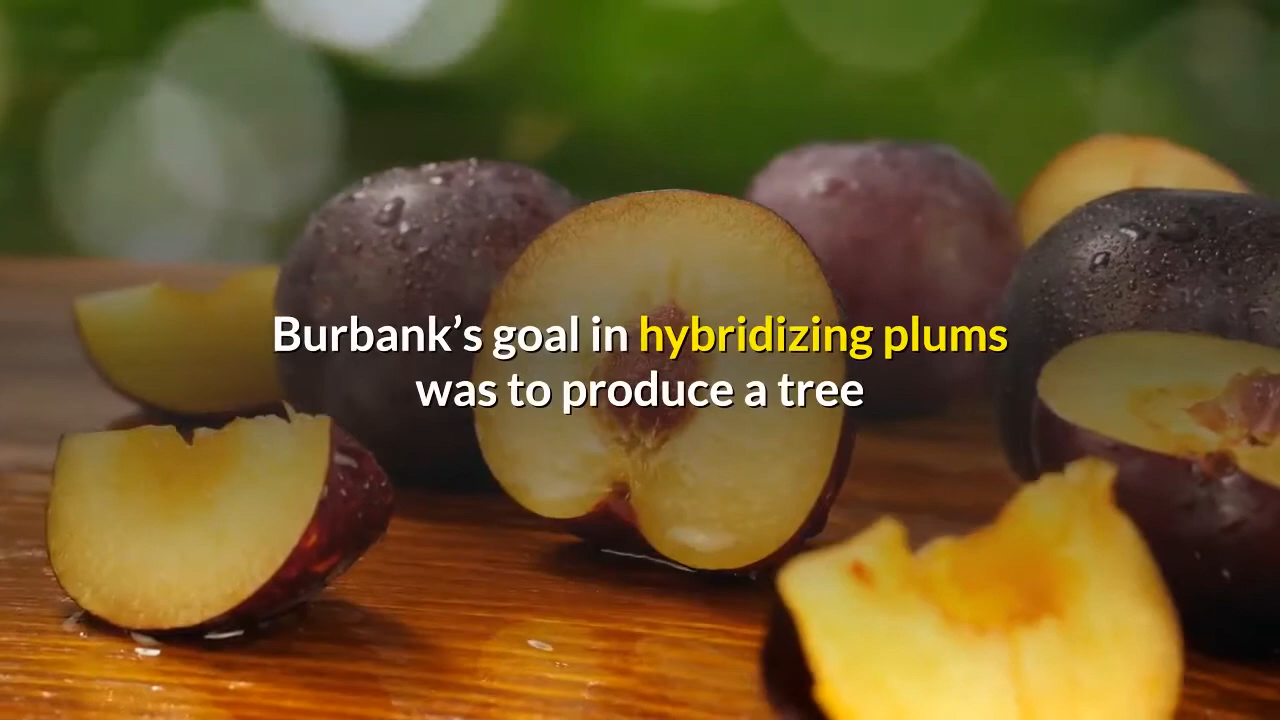 Burbank’s goal in hybridizing plums
was to produce a tree